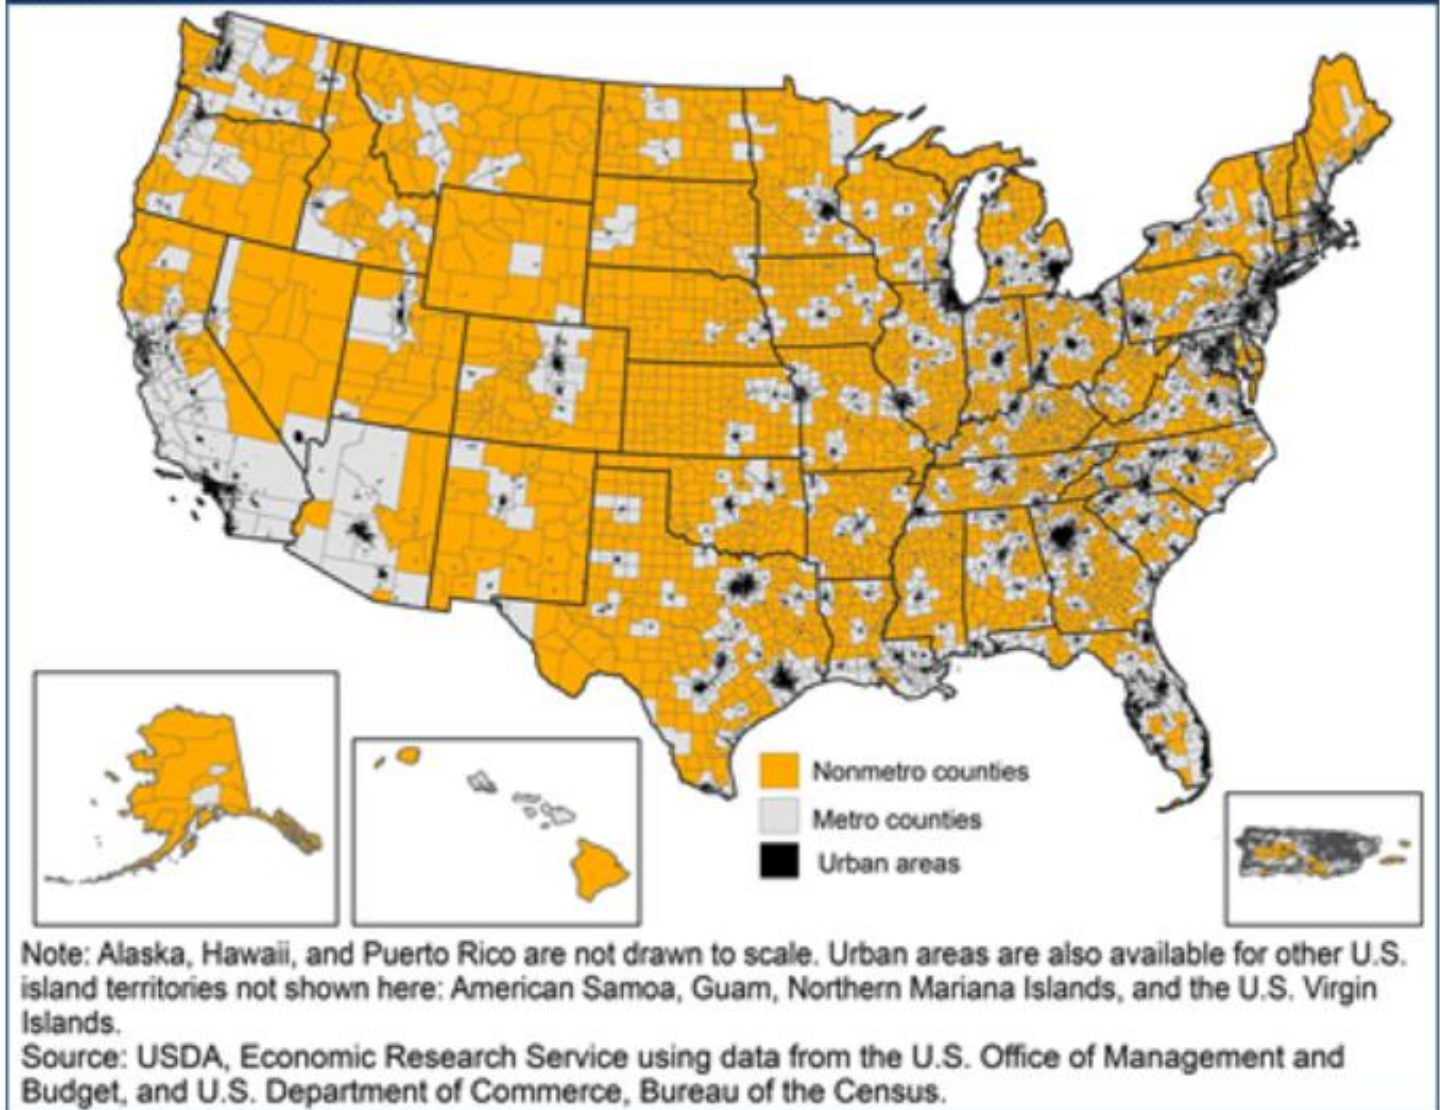 Nonmetro counties
Metro counties
Urban areas
Note: Alaska, Hawaii, and Puerto Rico are not drawn to scale. Urban areas are also available for other U.S.
island territories not shown here: American Samoa, Guam, Northern Mariana Islands, and the U.S. Virgin
Islands.
Source: USDA, Economic Research Service using data from the U.S. Office of Management and
Budget, and U.S. Department of Commerce, Bureau of the Census.